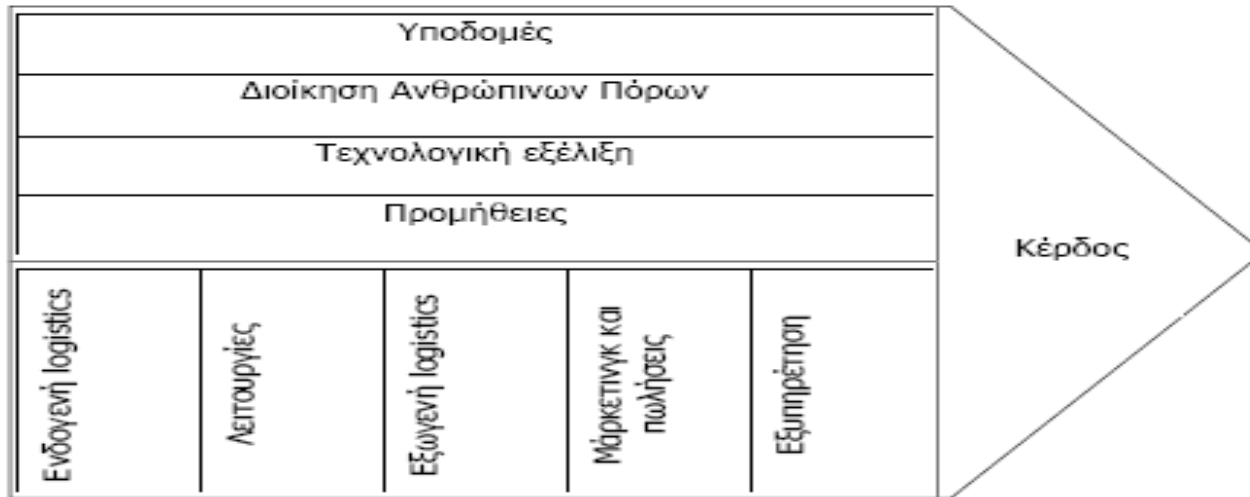 Υποδομές
Διοίκηση Ανθρώπινων Πόρων
Τεχνολογική εξέλιξη
Προμήθειες
Κέρδος
Ενδογενή logistics
Λειτουργίες
Εξωγενή logistics
Μάρκετινγκ και
πωλήσεις
Εξυπηρέτηση